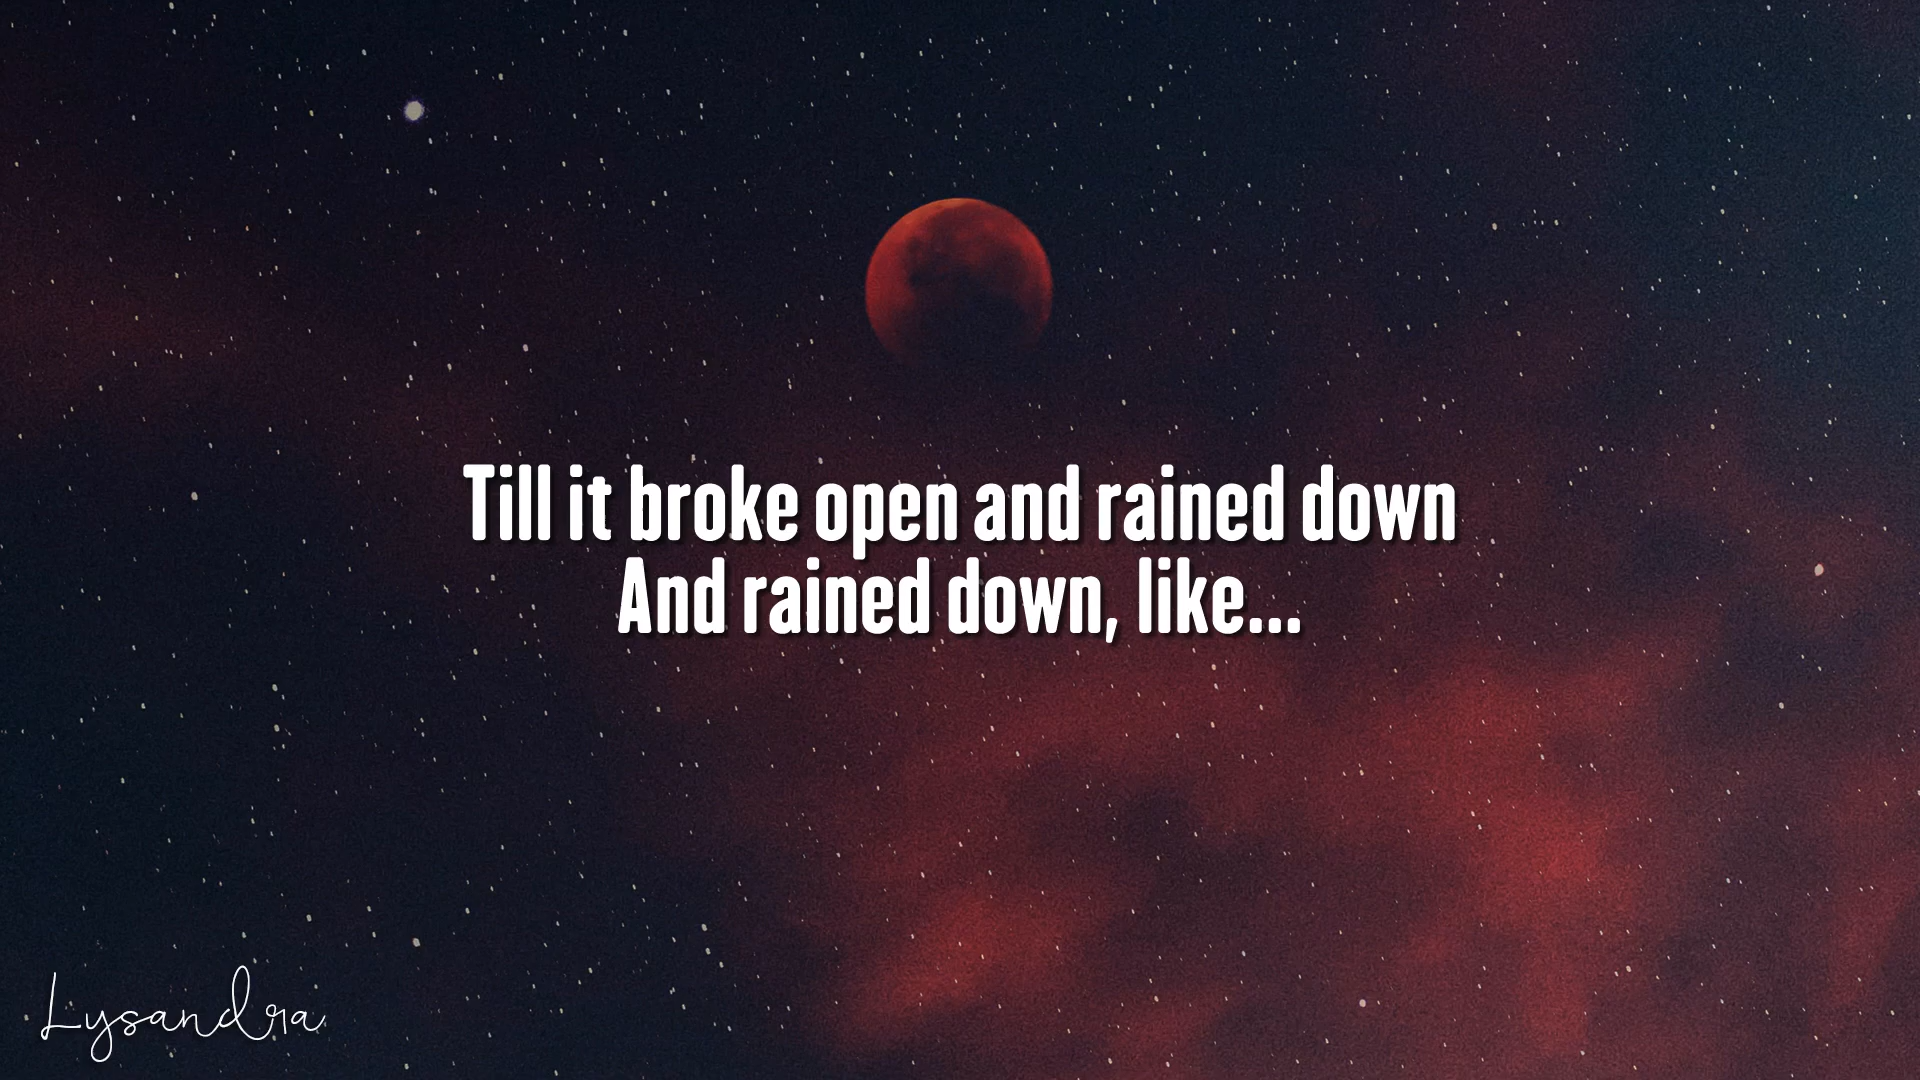 Till it broke open and rained down
And rained down, like...
Lysandra